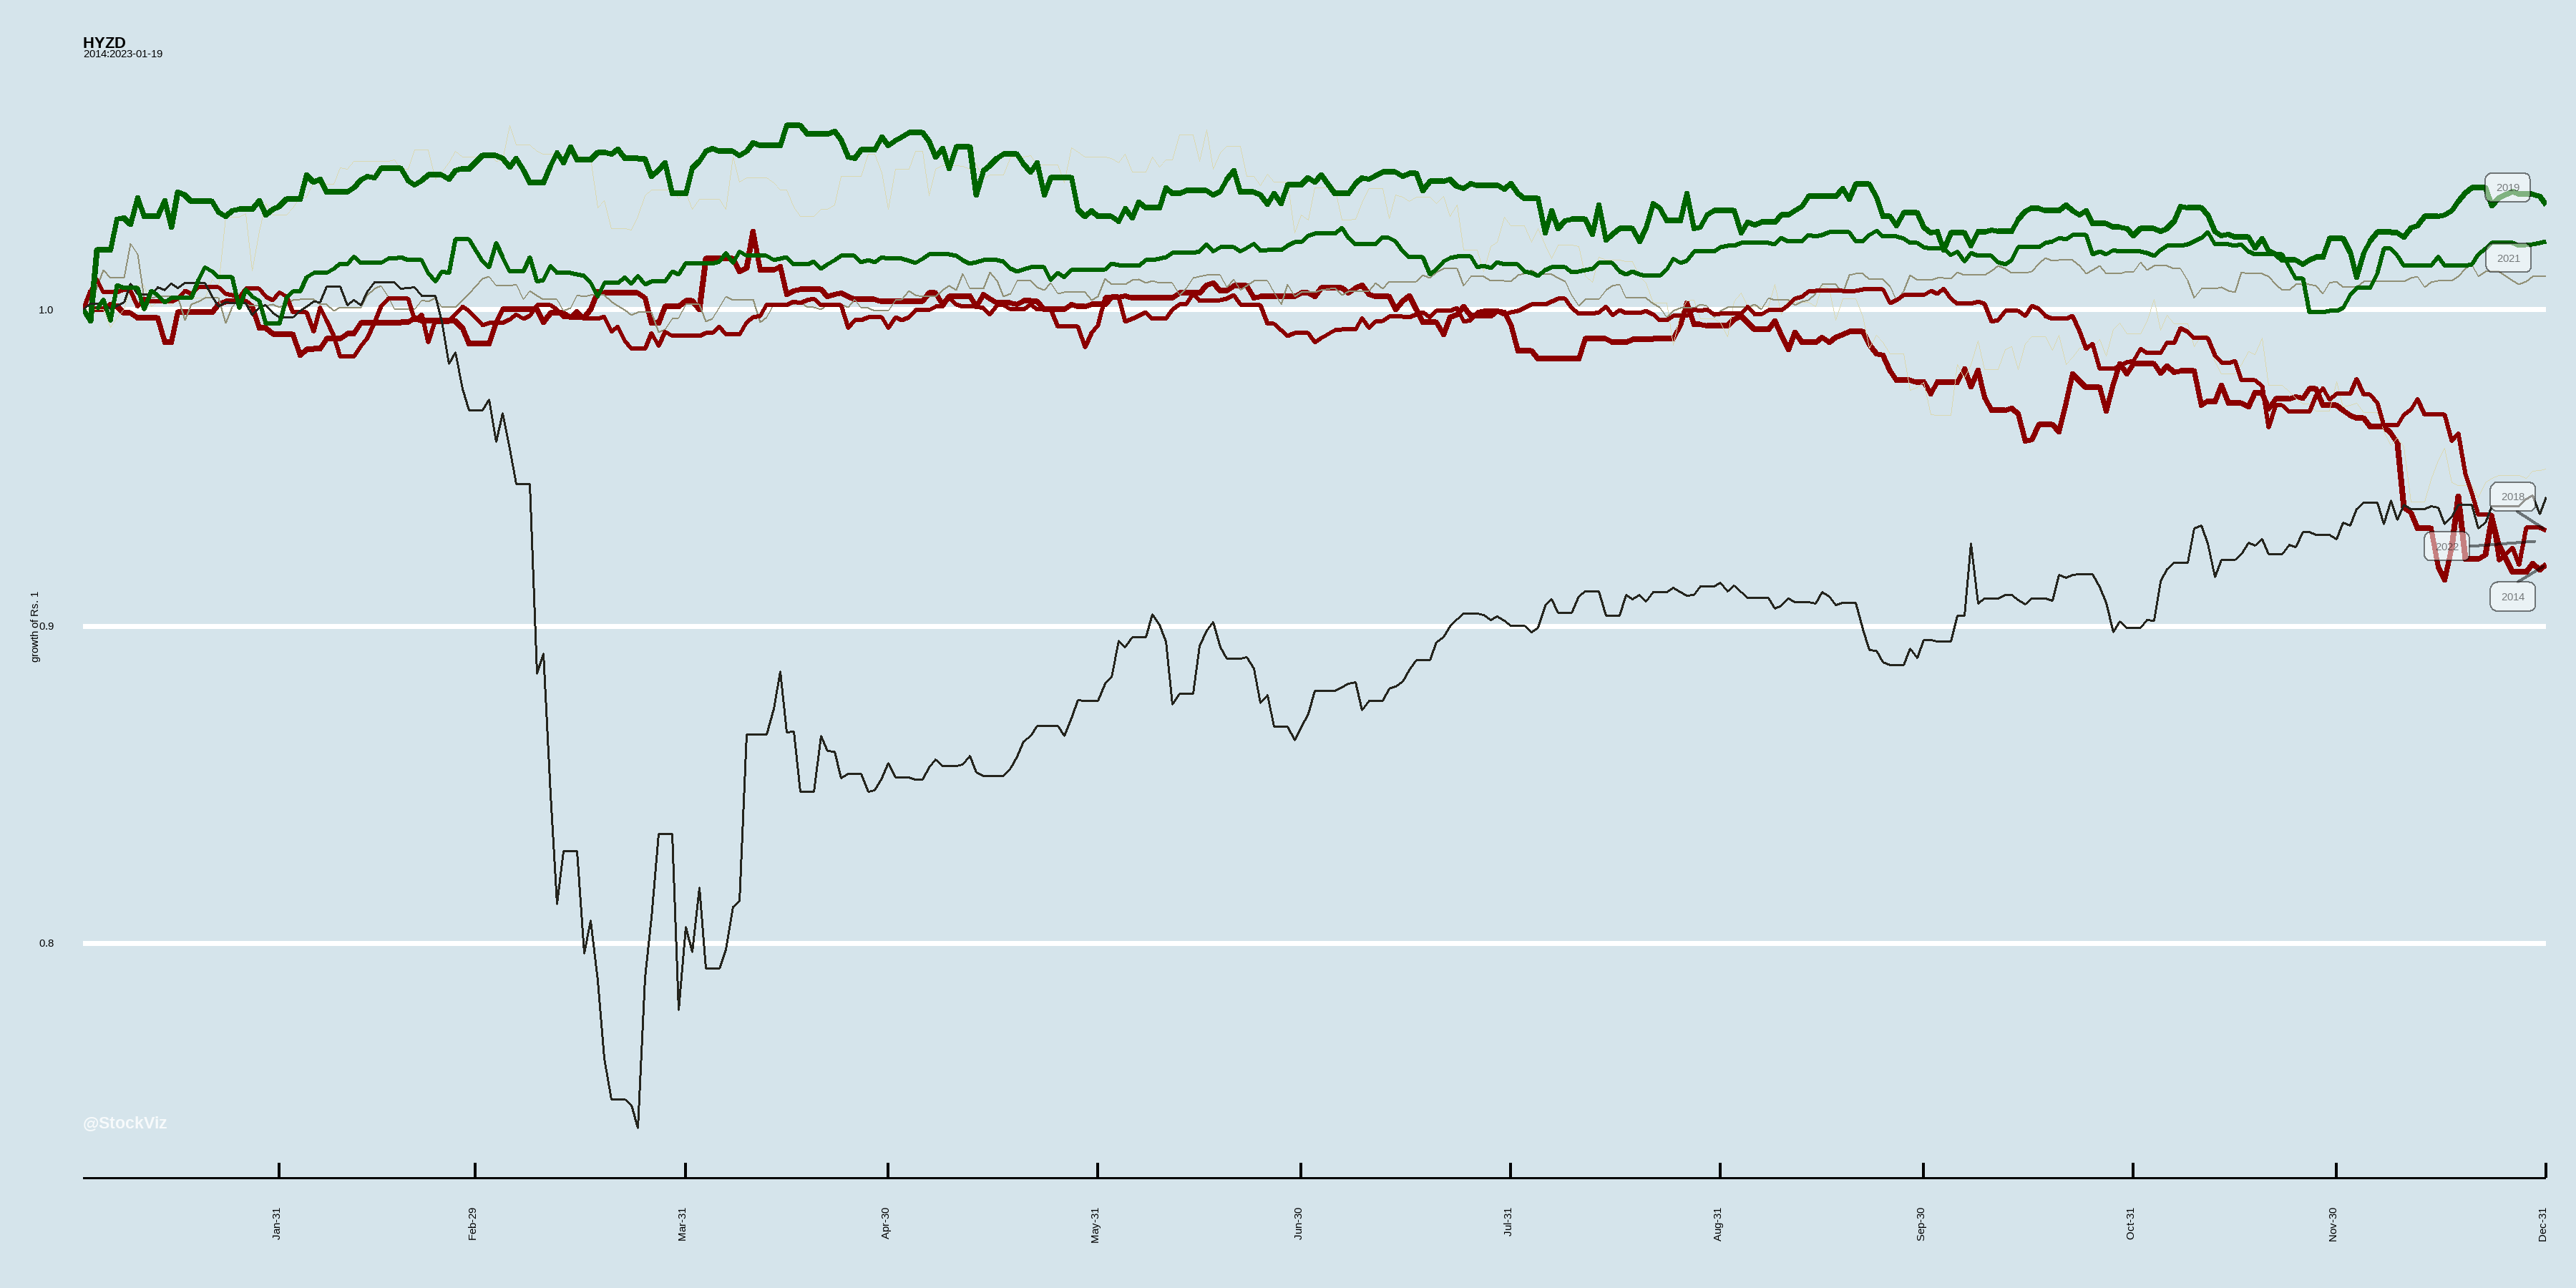 HYZD
2014:2023-01-19
2019
2021
1.0
2018
2022
2014
growth of Rs. 1
0.9
0.8
@StockViz
Jan-31
Feb-29
Mar-31
Apr-30
May-31
Jun-30
Jul-31
Aug-31
Sep-30
Oct-31
Nov-30
Dec-31